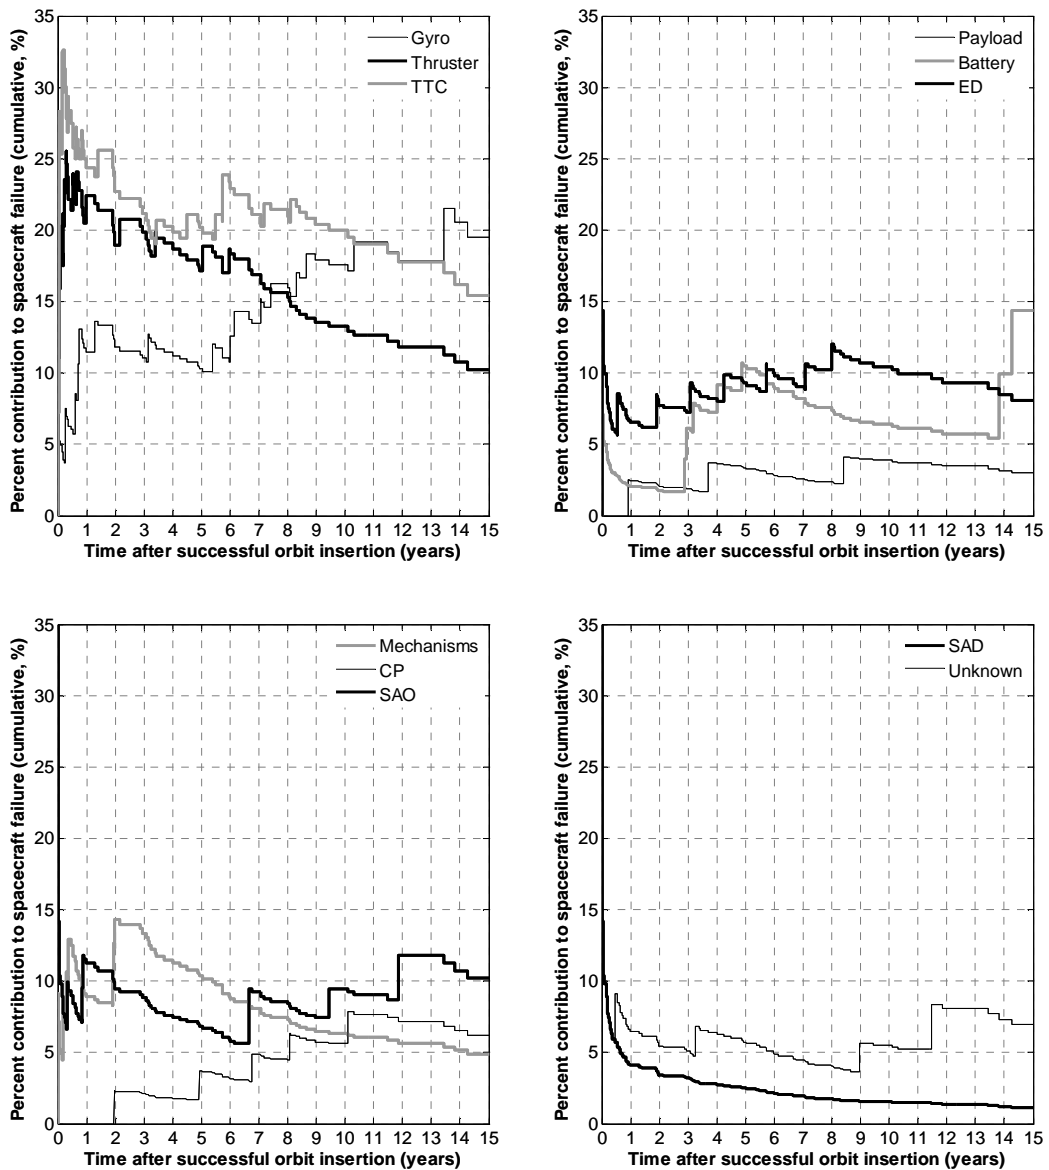 Percent contribution to spacecraft failure (cumulative, %)
35
30
25
20
15
10
5
0
Gyro
Thruster
TTC
0 1 2 3 4 5 6 7 8 9 10 11 12 13 14 15
Time after successful orbit insertion (years)
Percent contribution to spacecraft failure (cumulative, %)
35
30
25
20
15
10
5
0
Payload
Battery
ED
0 1 2 3 4 5 6 7 8 9 10 11 12 13 14 15
Time after successful orbit insertion (years)
Percent contribution to spacecraft failure (cumulative, %)
35
30
25
20
15
10
5
0
Mechanisms
CP
SAO
0 1 2 3 4 5 6 7 8 9 10 11 12 13 14 15
Time after successful orbit insertion (years)
Percent contribution to spacecraft failure (cumulative, %)
35
30
25
20
15
10
5
0
SAD
Unknown
0 1 2 3 4 5 6 7 8 9 10 11 12 13 14 15
Time after successful orbit insertion (years)